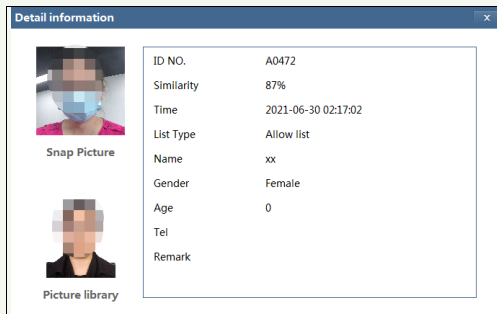 Detail information
x
ID NO. A0472
Similarity 87%
Time 2021-06-30 02:17:02
List Type Allow list
Name xx
Gender Female
Age 0
Tel
Remark
Snap Picture
Picture library